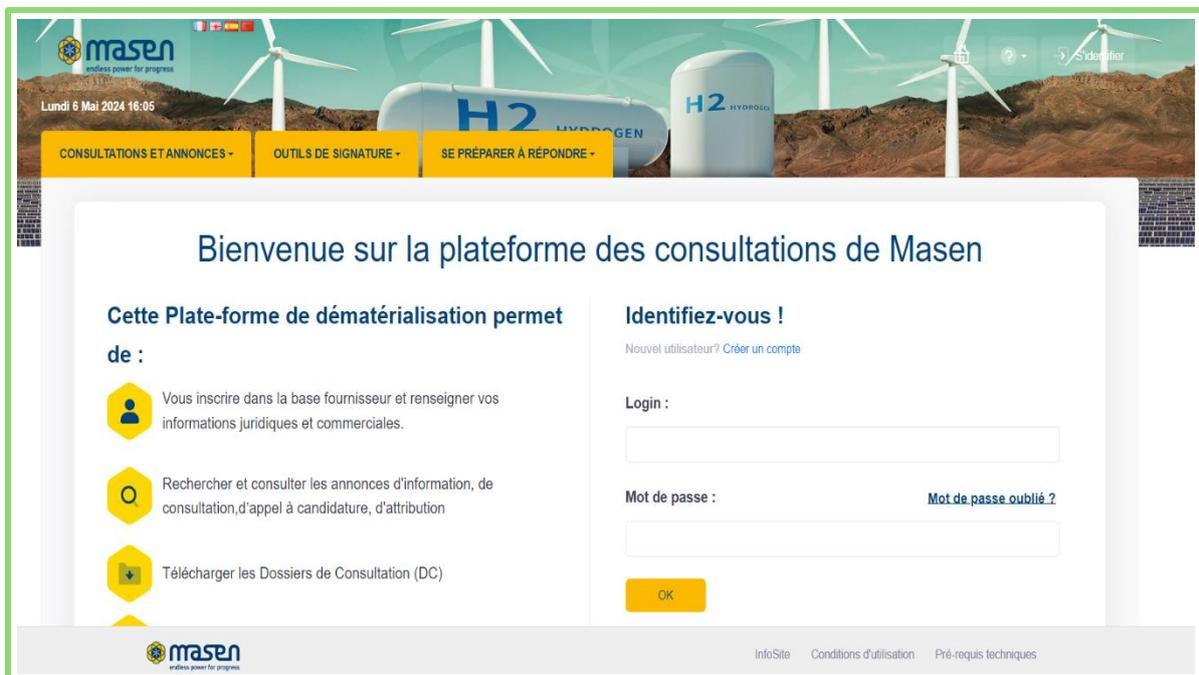 masen
endless power for progress
S'identifier
Lundi 6 Mai 2024 16:05
H2 HYDROGEN
H2 HYDROGEN
CONSULTATIONS ET ANNONCES
OUTILS DE SIGNATURE
SE PRÉPARER À RÉPONDRE
Bienvenue sur la plateforme des consultations de Masen
Cette Plate-forme de dématérialisation permet
de :
Vous inscrire dans la base fournisseur et renseigner vos
informations juridiques et commerciales.
Rechercher et consulter les annonces d'information, de
consultation,d'appel à candidature, d'attribution
Télécharger les Dossiers de Consultation (DC)
Identifiez-vous !
Nouvel utilisateur? Créer un compte
Login :
Mot de passe :
Mot de passe oublié ?
OK
masen
endless power for progress
InfoSite
Conditions d'utilisation
Pré-requis techniques